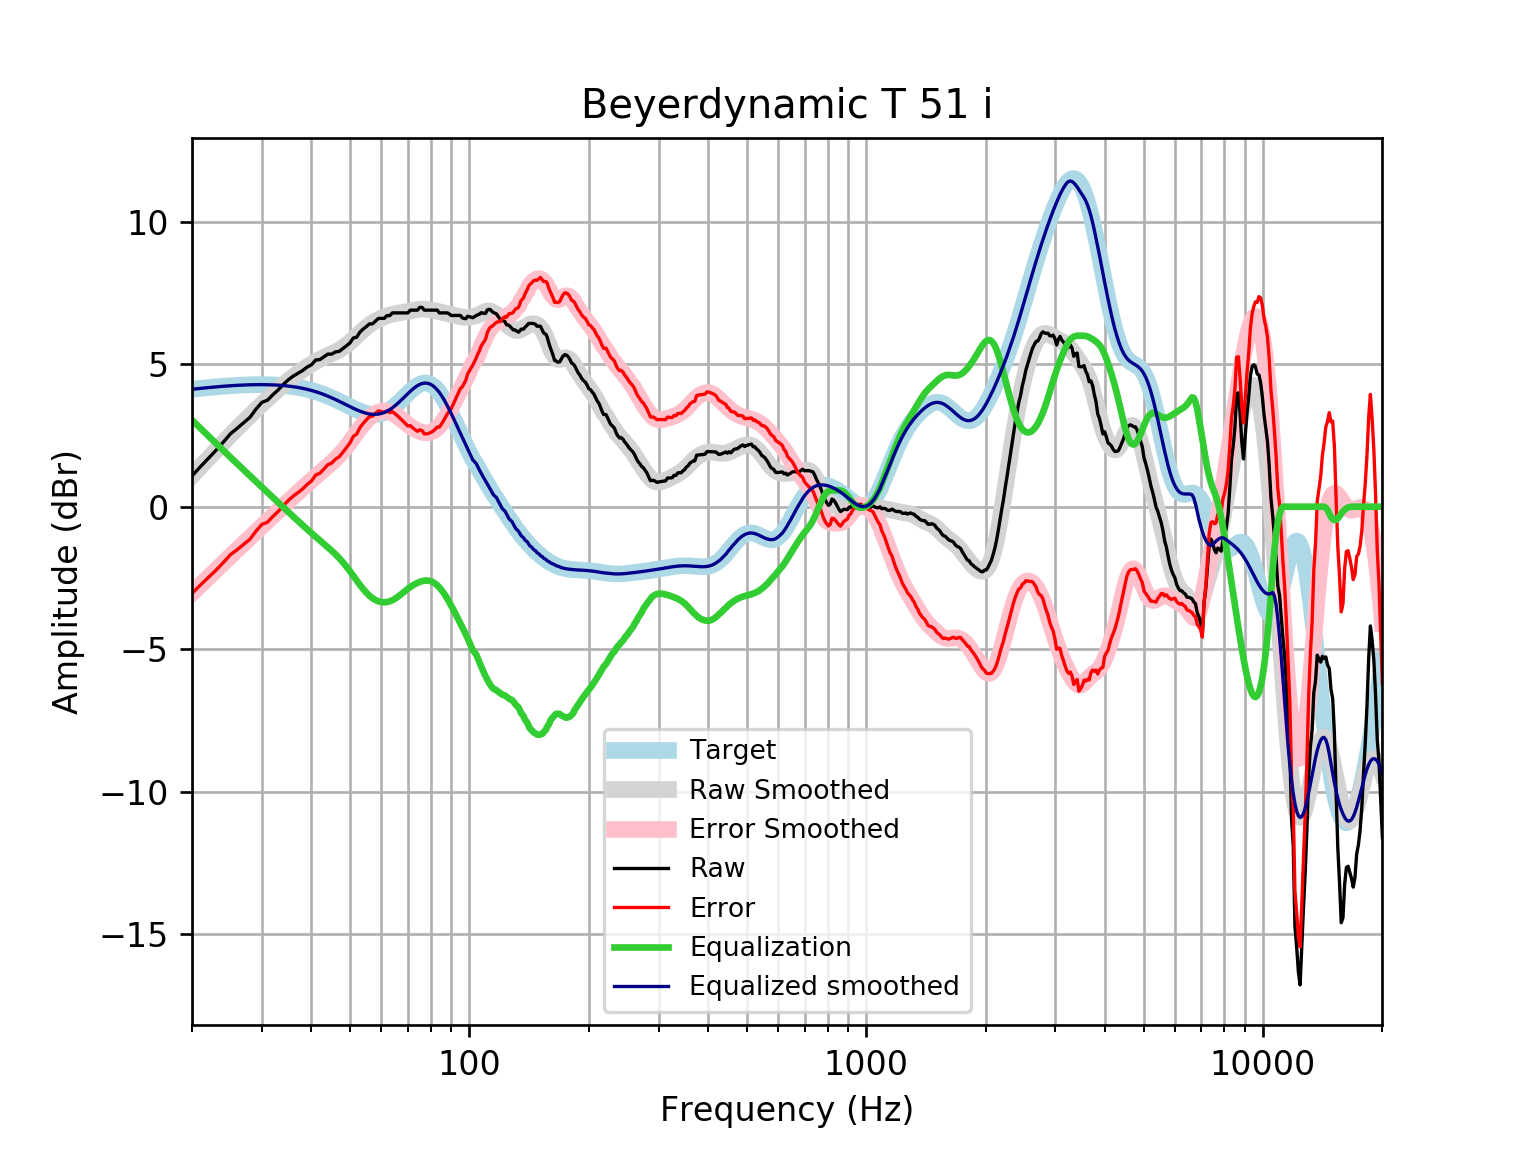 Beyerdynamic T 51 i
Amplitude (dBr)
10
5
0
−5
−10
−15
Target
Raw Smoothed
Error Smoothed
Raw
Error
Equalization
Equalized smoothed
100
1000
10000
Frequency (Hz)